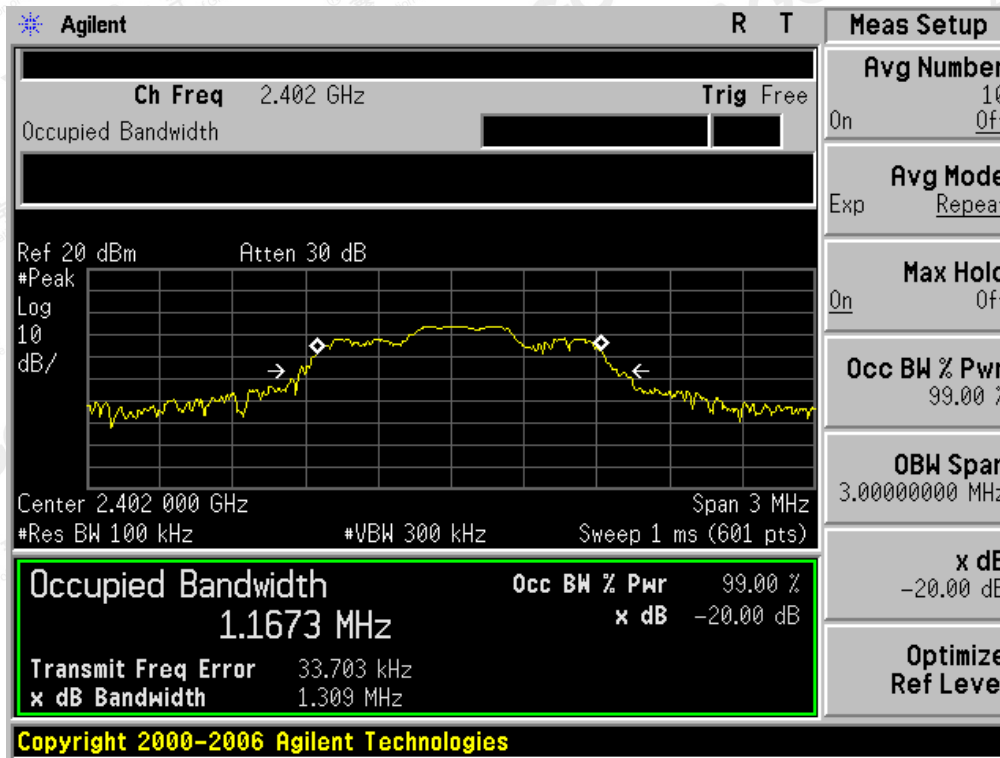 Agilent R T
Ch Freq 2.402 GHz Trig Free
Occupied Bandwidth
Ref 20 dBm Atten 30 dB
#Peak
Log
10
dB/
Center 2.402 000 GHz Span 3 MHz
#Res BW 100 kHz #VBW 300 kHz Sweep 1 ms (601 pts)
Occupied Bandwidth
1.1673 MHz
Occ BW % Pwr 99.00 %
x dB -20.00 dB
Transmit Freq Error 33.703 kHz
x dB Bandwidth 1.309 MHz
Copyright 2000-2006 Agilent Technologies
Meas Setup
Avg Number
10
On Of
Avg Mode
Exp Repea
Max Hold
On Of
Occ BW % Pwr
99.00 %
OBW Span
3.00000000 MHz
x dB
-20.00 dB
Optimize
Ref Leve